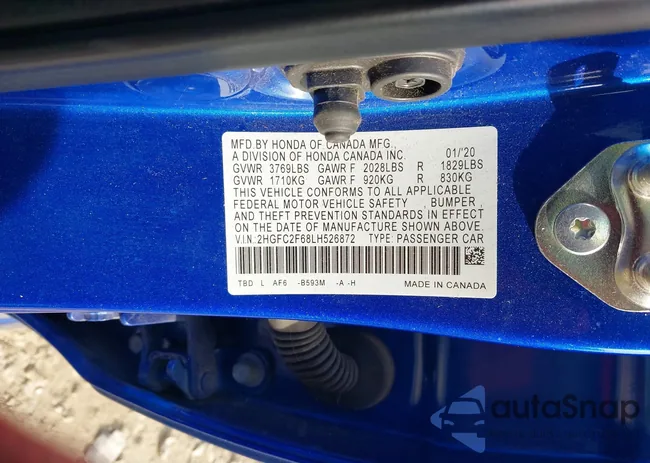 MFD.BY HONDA OF CANADA MFG.,
A DIVISION OF HONDA CANADA INC. 01/'20
GVWR 3769LBS GAWR F 2028LBS R 1829LBS
GVWR 1710KG GAWR F 920KG R 830KG
THIS VEHICLE CONFORMS TO ALL APPLICABLE
FEDERAL MOTOR VEHICLE SAFETY , BUMPER ,
AND THEFT PREVENTION STANDARDS IN EFFECT
ON THE DATE OF MANUFACTURE SHOWN ABOVE.
V.I.N.:2HGFC2F68LH526872 TYPE: PASSENGER CAR
TBD L AF6 -B593M -A -H MADE IN CANADA
autoSnap